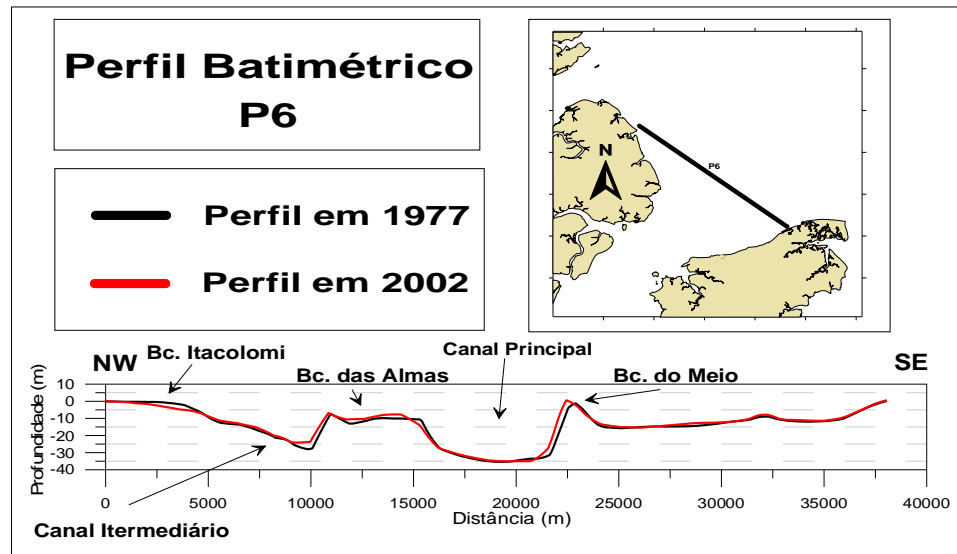 Perfil Batimétrico
P6
Perfil em 1977
Perfil em 2002
N
P6
NW
Bc. Itacolomi
Bc. das Almas
Canal Principal
Bc. do Meio
SE
Profundidade (m)
10
0
-10
-20
-30
-40
0 5000 10000 15000 20000 25000 30000 35000 40000
Distância (m)
Canal Itermediário